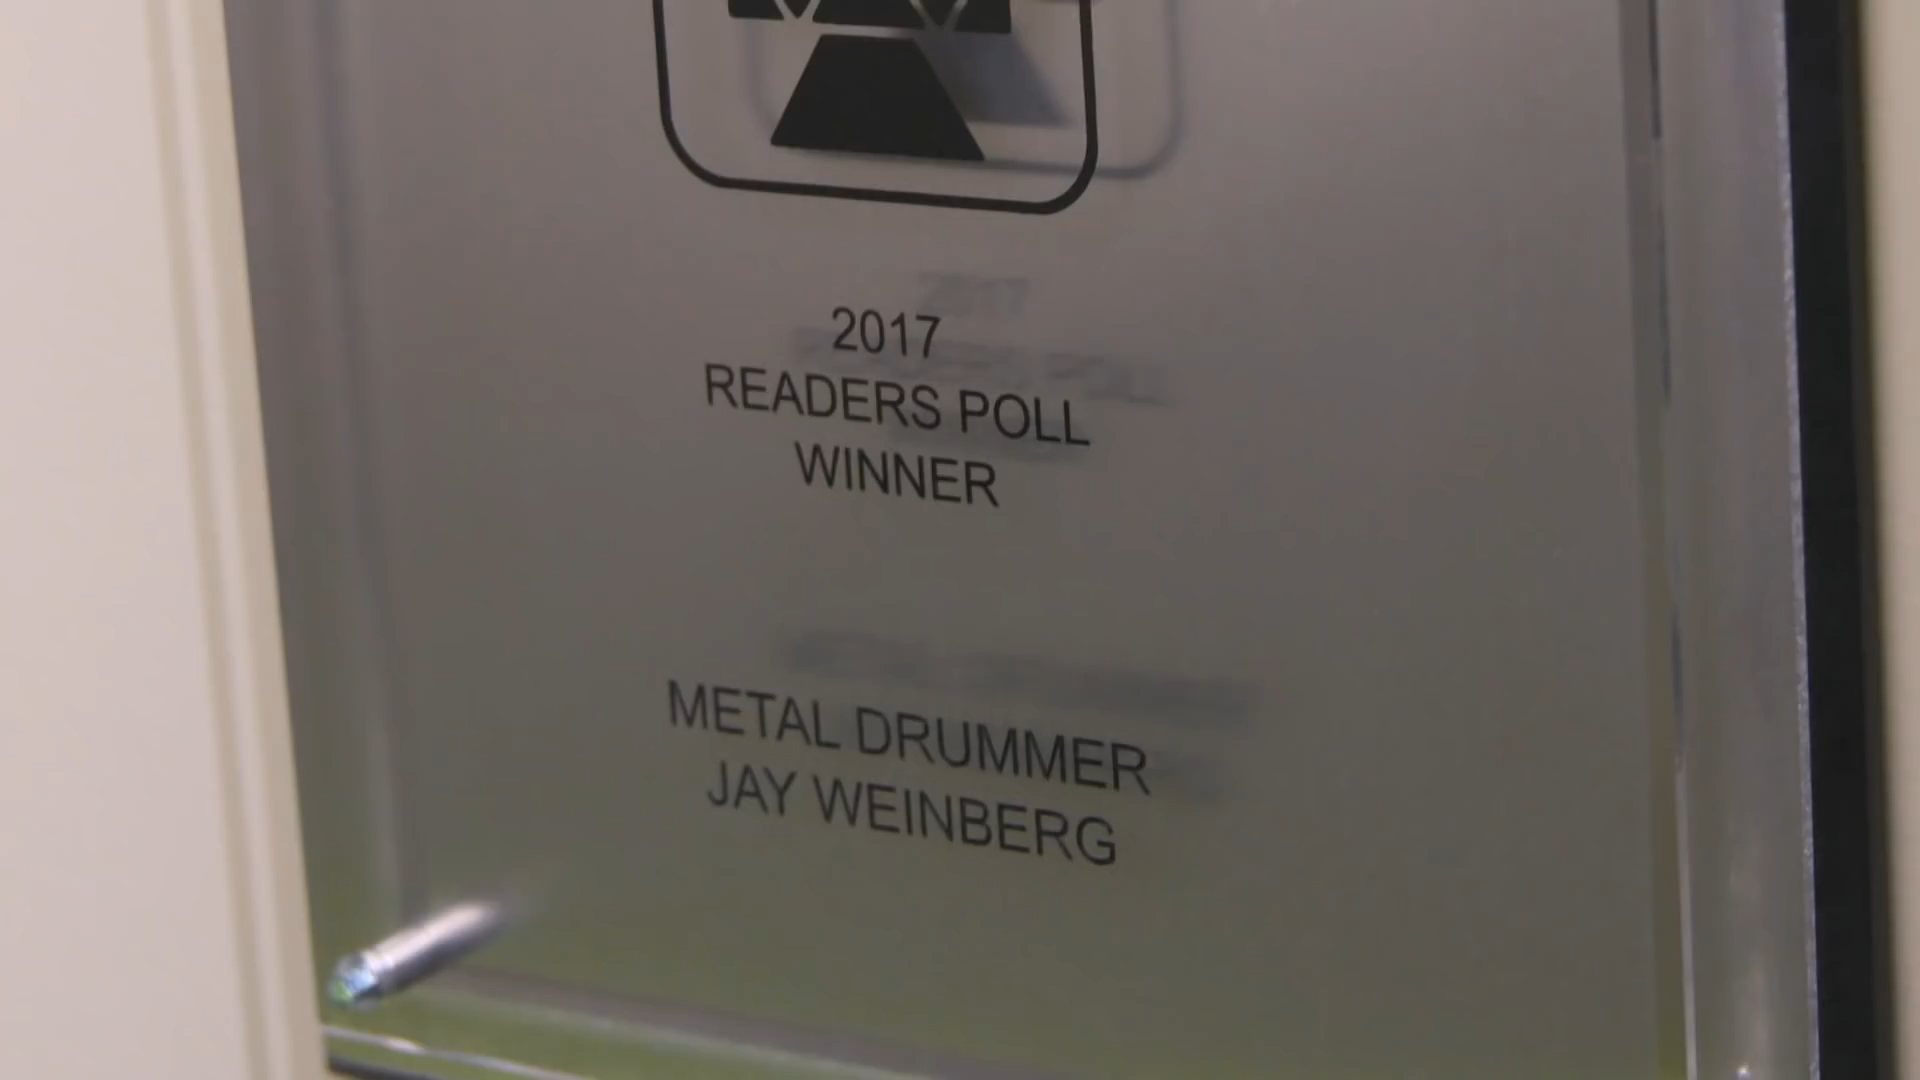 2017
READERS POLL
WINNER
METAL DRUMMER
JAY WEINBERG